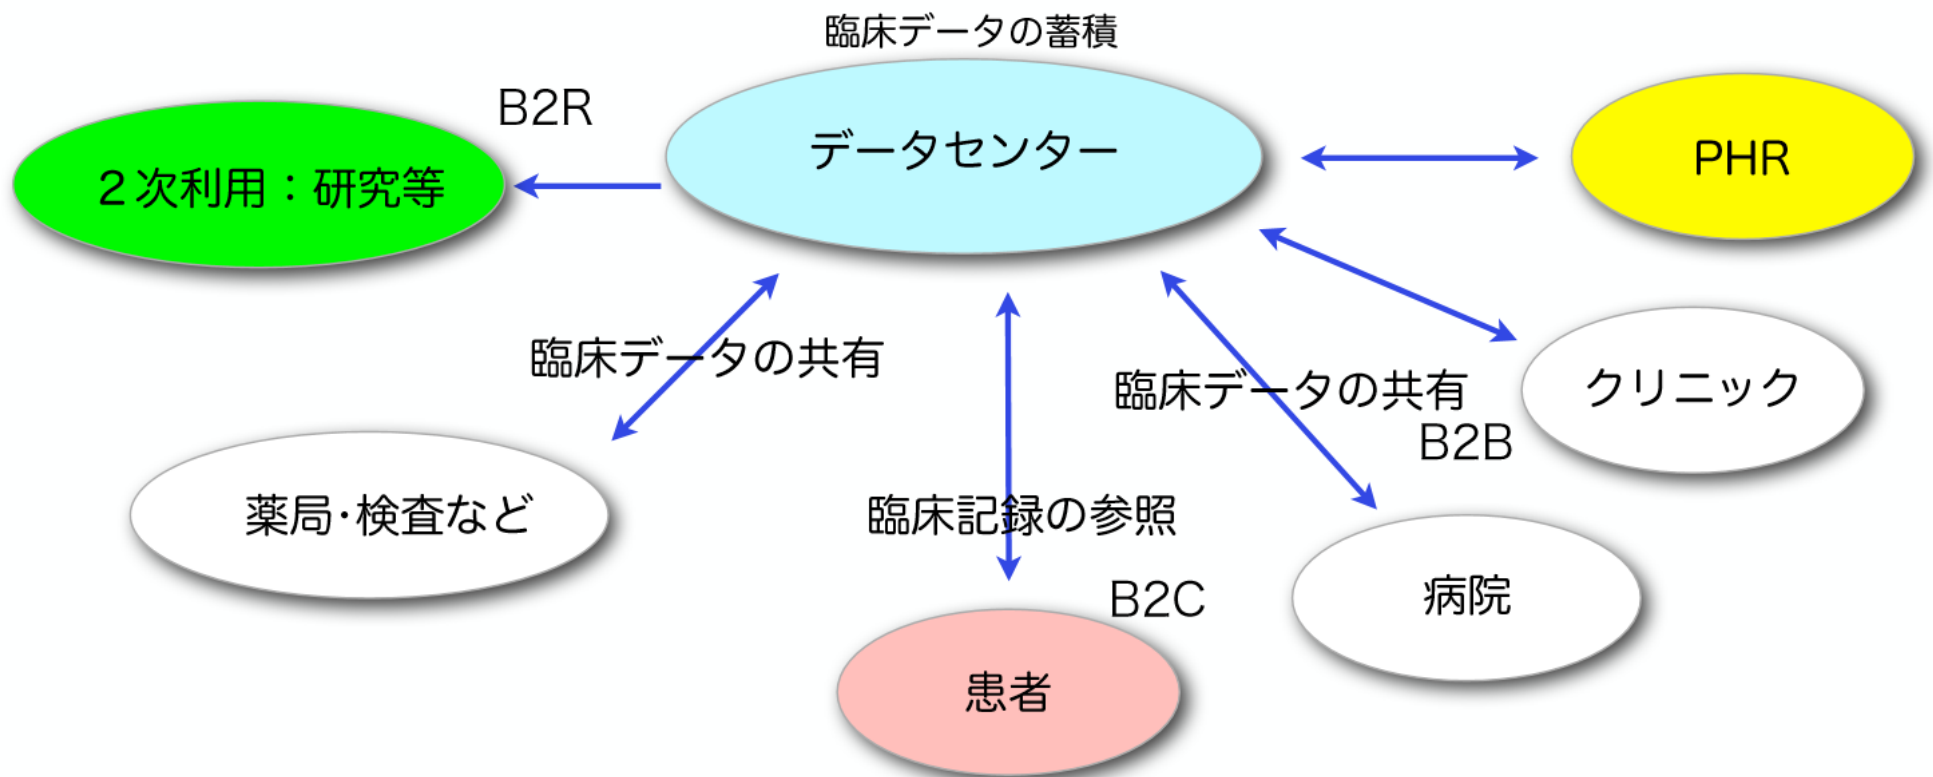 臨床データの蓄積
B2R
データセンター
PHR
２次利用：研究等
臨床データの共有
臨床データの共有
クリニック
B2B
薬局・検査など
臨床記録の参照
B2C
病院
患者